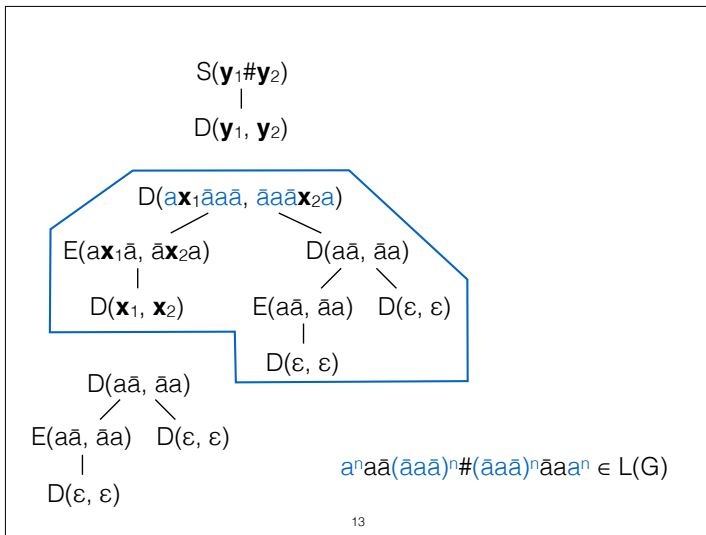 S(y₁#y₂)
D(y₁, y₂)
D(ax₁āaā, āaāx₂a)
E(ax₁ā, āx₂a) D(aā, āa)
D(x₁, x₂) E(aā, āa) D(ε, ε)
D(ε, ε)
D(aā, āa)
E(aā, āa) D(ε, ε)
D(ε, ε)
aⁿaā(āaā)ⁿ#(āaā)ⁿāaaⁿ ∈ L(G)
13